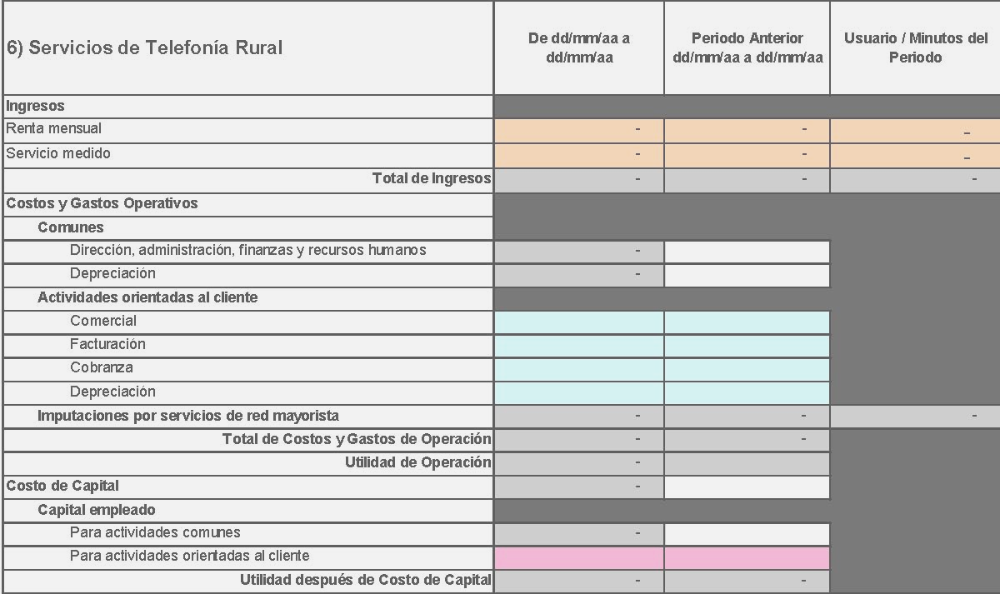 6) Servicios de Telefonía Rural
De dd/mm/aa a
dd/mm/aa
Periodo Anterior
dd/mm/aa a dd/mm/aa
Usuario / Minutos del
Periodo
Ingresos
Renta mensual - - -
Servicio medido - - -
Total de Ingresos - - -
Costos y Gastos Operativos
Comunes
Dirección, administración, finanzas y recursos humanos -
Depreciación -
Actividades orientadas al cliente
Comercial
Facturación
Cobranza
Depreciación
Imputaciones por servicios de red mayorista - - -
Total de Costos y Gastos de Operación - -
Utilidad de Operación -
Costo de Capital -
Capital empleado
Para actividades comunes -
Para actividades orientadas al cliente
Utilidad después de Costo de Capital - -